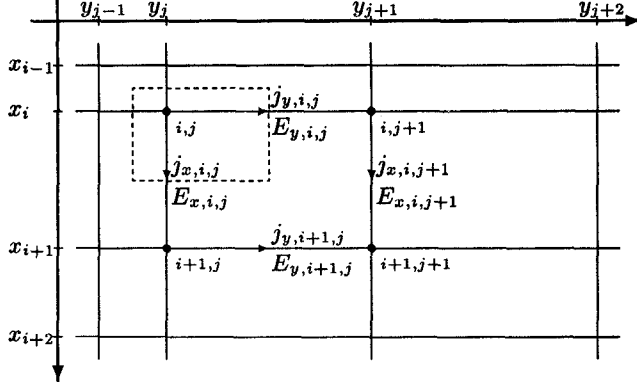 y_{j-1} y_j y_{j+1} y_{j+2}
x_{i-1}
x_i j_{y,i,j}
i,j E_{y,i,j} i,j+1
j_{x,i,j} j_{x,i,j+1}
E_{x,i,j} E_{x,i,j+1}
x_{i+1} j_{y,i+1,j}
i+1,j E_{y,i+1,j} i+1,j+1
x_{i+2}